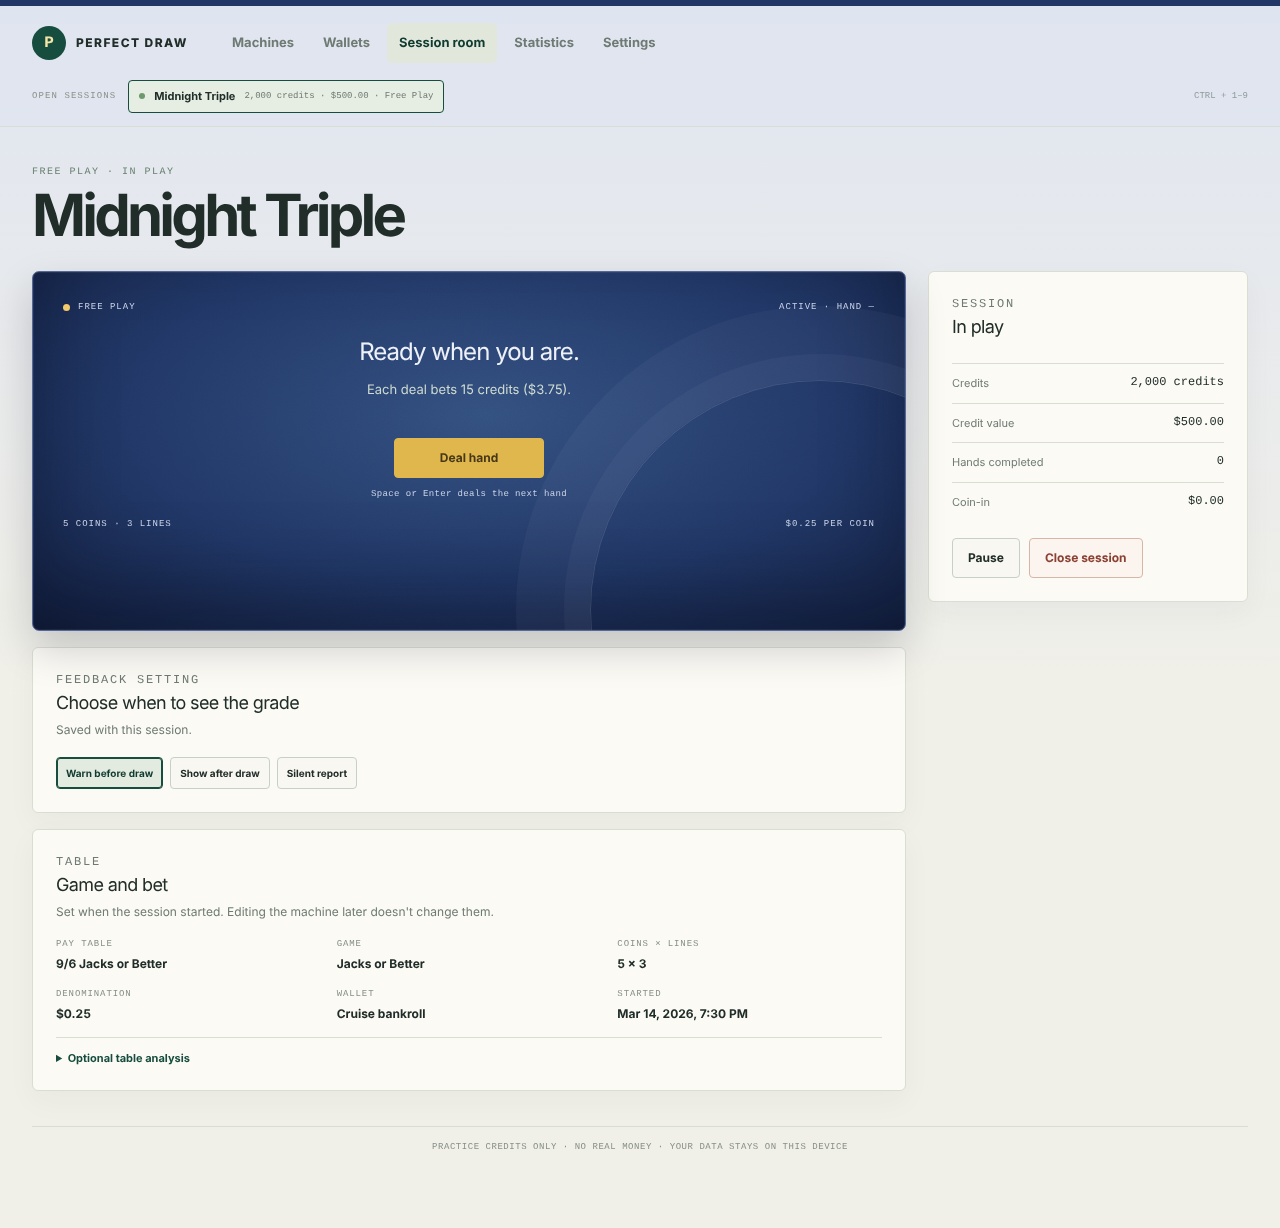 P PERFECT DRAW Machines Wallets Session room Statistics Settings
OPEN SESSIONS Midnight Triple 2,000 credits · $500.00 · Free Play CTRL + 1–9
FREE PLAY · IN PLAY
Midnight Triple
FREE PLAY ACTIVE · HAND —
Ready when you are.
Each deal bets 15 credits ($3.75).
Deal hand
Space or Enter deals the next hand
5 COINS · 3 LINES $0.25 PER COIN
SESSION
In play
Credits 2,000 credits
Credit value $500.00
Hands completed 0
Coin-in $0.00
Pause Close session
FEEDBACK SETTING
Choose when to see the grade
Saved with this session.
Warn before draw Show after draw Silent report
TABLE
Game and bet
Set when the session started. Editing the machine later doesn't change them.
PAY TABLE GAME COINS × LINES
9/6 Jacks or Better Jacks or Better 5 × 3
DENOMINATION WALLET STARTED
$0.25 Cruise bankroll Mar 14, 2026, 7:30 PM
Optional table analysis
PRACTICE CREDITS ONLY · NO REAL MONEY · YOUR DATA STAYS ON THIS DEVICE